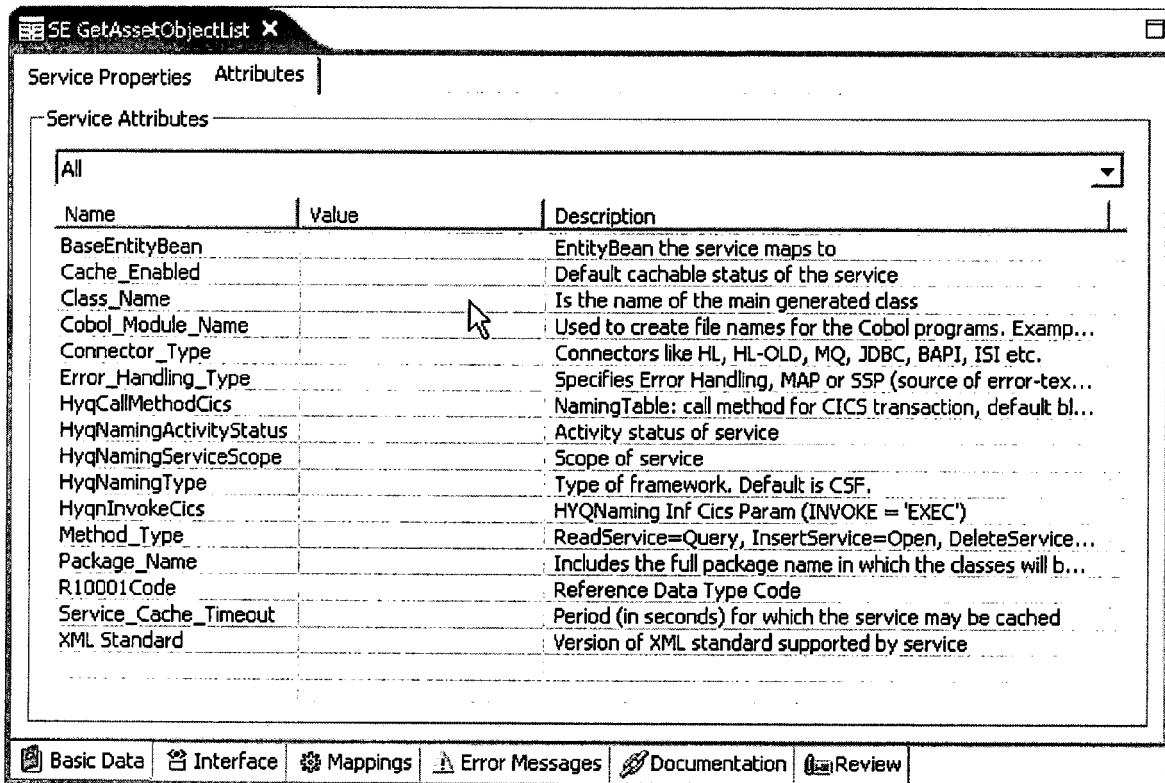 SE GetAssetObjectList
Service Properties Attributes
Service Attributes
All
Name Value Description
BaseEntityBean EntityBean the service maps to
Cache_Enabled Default cachable status of the service
Class_Name Is the name of the main generated class
Cobol_Module_Name Used to create file names for the Cobol programs. Examp...
Connector_Type Connectors like HL, HL-OLD, MQ, JDBC, BAPI, ISI etc.
Error_Handling_Type Specifies Error Handling, MAP or SSP (source of error-tex...
HyqCallMethodCics NamingTable: call method for CICS transaction, default bl...
HyqNamingActivityStatus Activity status of service
HyqNamingServiceScope Scope of service
HyqNamingType Type of framework. Default is CSF.
HyqnInvokeCics HYQNaming Inf Cics Param (INVOKE = 'EXEC')
Method_Type ReadService=Query, InsertService=Open, DeleteService...
Package_Name Includes the full package name in which the classes will b...
R10001Code Reference Data Type Code
Service_Cache_Timeout Period (in seconds) for which the service may be cached
XML Standard Version of XML standard supported by service
Basic Data Interface Mappings Error Messages Documentation Review